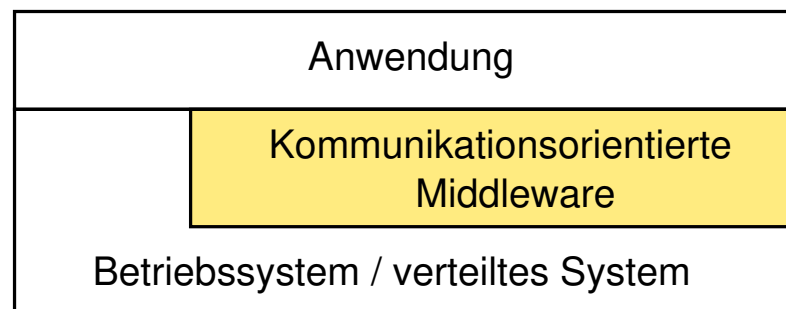 Anwendung
Kommunikationsorientierte
Middleware
Betriebssystem / verteiltes System